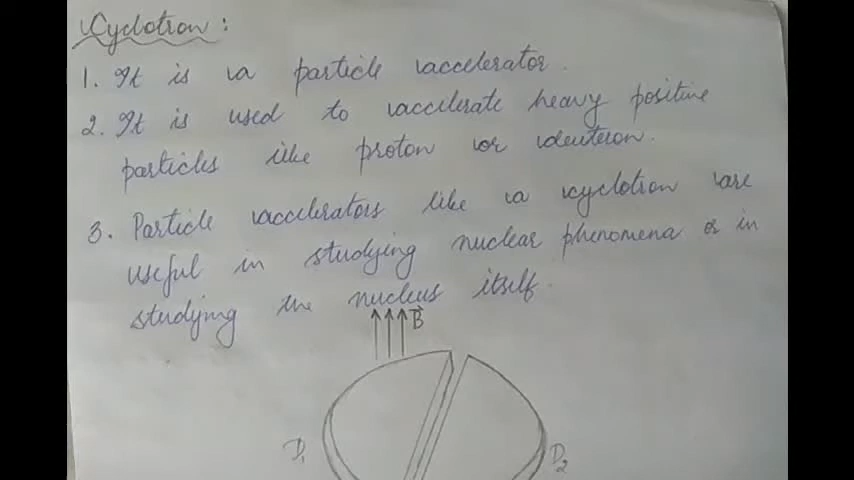 Cyclotron :
1. It is a particle accelerator.
2. It is used to accelerate heavy positive
particles like proton or deuteron.
3. Particle accelerators like a cyclotron are
useful in studying nuclear phenomena or in
studying the nucleus itself.
B
D1
D2